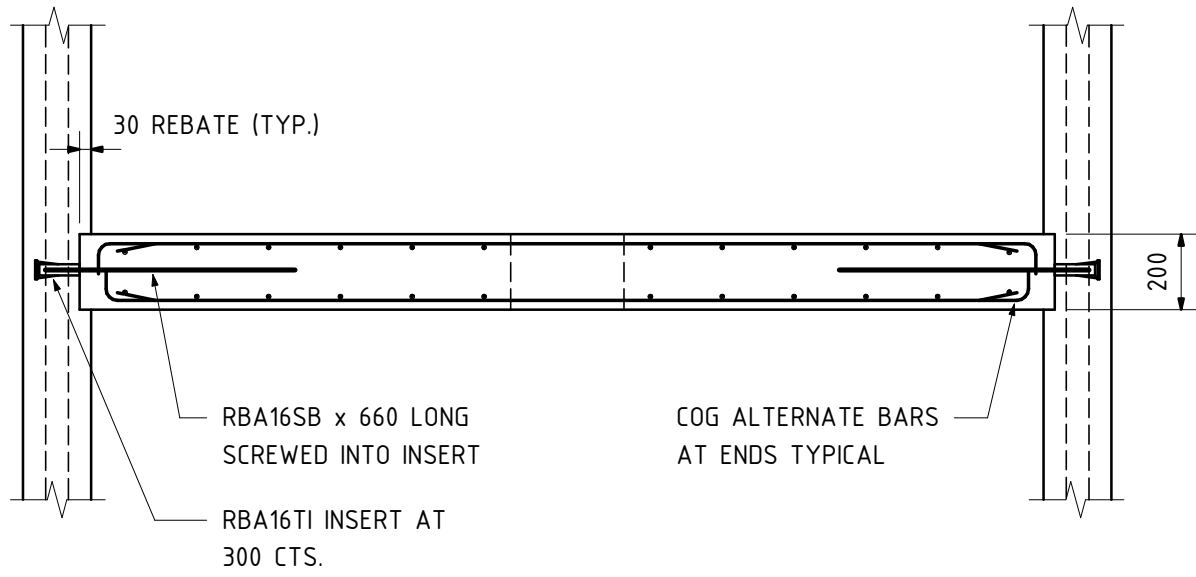 30 REBATE (TYP.)
200
RBA16SB x 660 LONG
SCREWED INTO INSERT
COG ALTERNATE BARS
AT ENDS TYPICAL
RBA16TI INSERT AT
300 CTS.